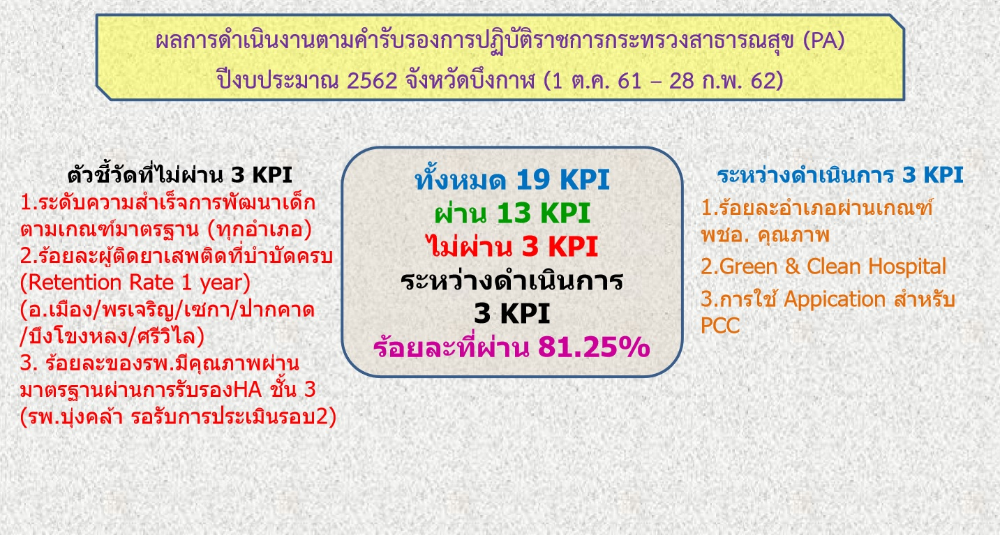 ผลการดำเนินงานตามคำรับรองการปฏิบัติราชการกระทรวงสาธารณสุข (PA)
ปีงบประมาณ 2562 จังหวัดบึงกาฬ (1 ต.ค. 61 – 28 ก.พ. 62)
ตัวชี้วัดที่ไม่ผ่าน 3 KPI
1.ระดับความสำเร็จการพัฒนาเด็ก
ตามเกณฑ์มาตรฐาน (ทุกอำเภอ)
2.ร้อยละผู้ติดยาเสพติดที่บำบัดครบ
(Retention Rate 1 year)
(อ.เมือง/พรเจริญ/เซกา/ปากคาด
/บึงโขงหลง/ศรีวิไล)
3. ร้อยละของรพ.มีคุณภาพผ่าน
มาตรฐานผ่านการรับรองHA ชั้น 3
(รพ.บุ่งคล้า รอรับการประเมินรอบ2)
ทั้งหมด 19 KPI
ผ่าน 13 KPI
ไม่ผ่าน 3 KPI
ระหว่างดำเนินการ
3 KPI
ร้อยละที่ผ่าน 81.25%
ระหว่างดำเนินการ 3 KPI
1.ร้อยละอำเภอผ่านเกณฑ์
พชอ. คุณภาพ
2.Green & Clean Hospital
3.การใช้ Appication สำหรับ
PCC